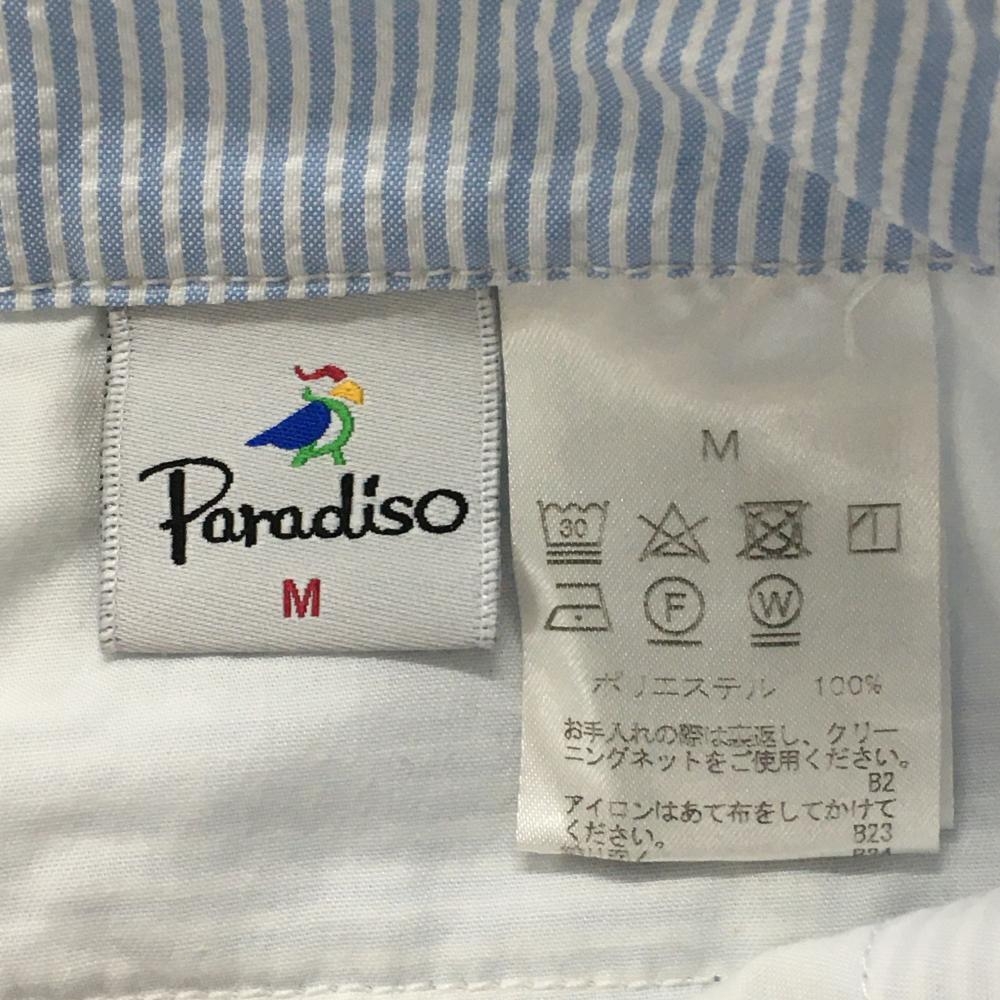 Paradiso
M
M
30
F W
ポリエステル 100%
お手入れの際は裏返し、クリー
ニングネットをご使用ください。
B2
アイロンはあて布をしてかけて
ください。 B23
B24